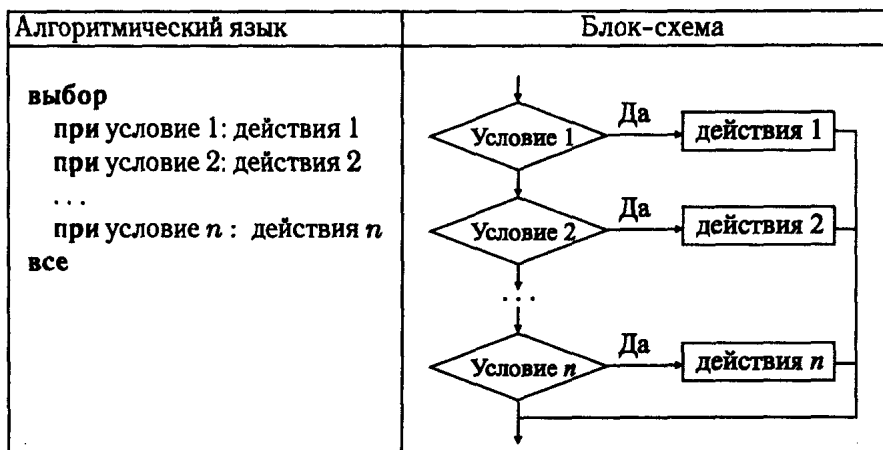 Алгоритмический язык
Блок-схема
выбор
при условие 1: действия 1
при условие 2: действия 2
...
при условие n : действия n
все
Условие 1
Да
действия 1
Условие 2
Да
действия 2
...
Условие n
Да
действия n